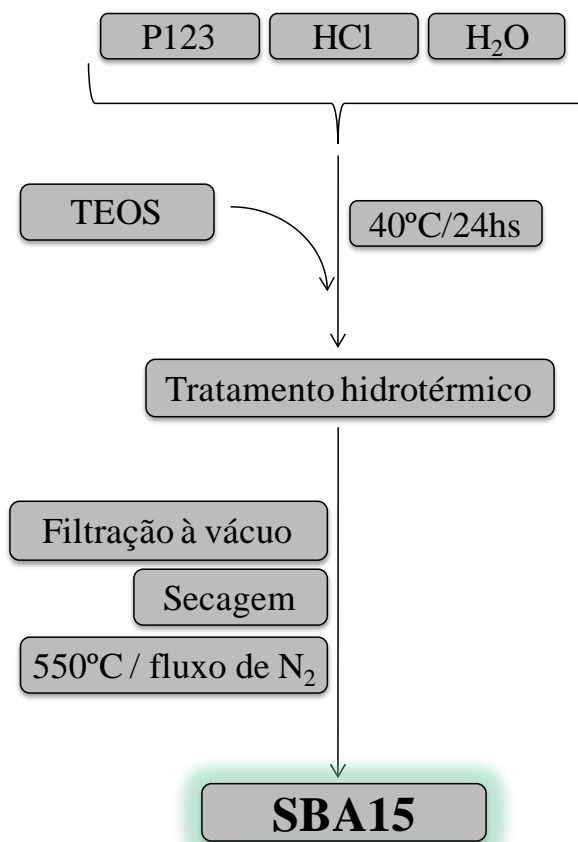 P123 HCl H₂O
TEOS
40ºC/24hs
Tratamento hidrotérmico
Filtração à vácuo
Secagem
550ºC / fluxo de N₂
SBA15